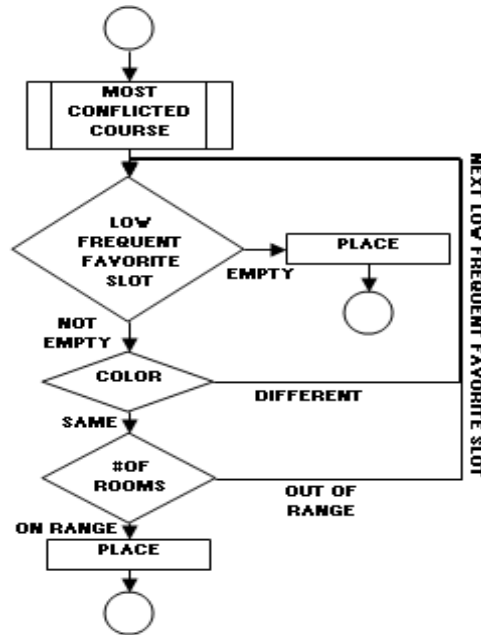 MOST
CONFLICTED
COURSE
LOW
FREQUENT
FAVORITE
SLOT
EMPTY
PLACE
NEXT LOW FREQUENT FAVORITE SLOT
NOT
EMPTY
COLOR
DIFFERENT
SAME
#OF
ROOMS
OUT OF
RANGE
ON RANGE
PLACE